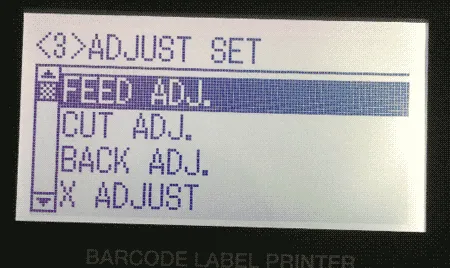 <3>ADJUST SET
FEED ADJ.
CUT ADJ.
BACK ADJ.
X ADJUST
BARCODE LABEL PRINTER